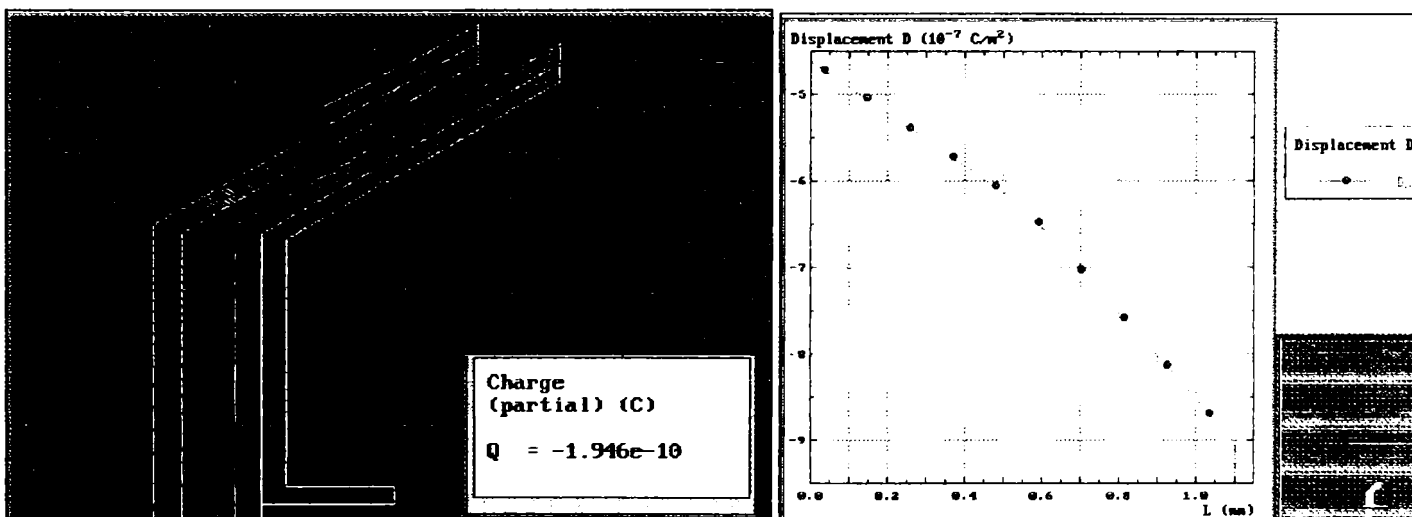 Charge
(partial) (C)
Q = -1.946e-10
Displacement D (10⁻⁷ C/m²)
-5
-6
-7
-8
-9
0.0 0.2 0.4 0.6 0.8 1.0
L (mm)
Displacement D